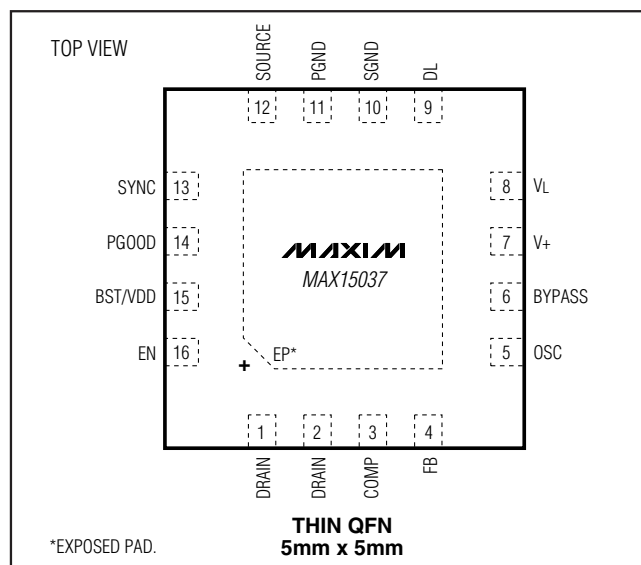 TOP VIEW
SOURCE
PGND
SGND
DL
12
11
10
9
SYNC 13
8 VL
PGOOD 14
7 V+
BST/VDD 15
6 BYPASS
EN 16
5 OSC
MAXIM
MAX15037
EP*
+
1
2
3
4
DRAIN
DRAIN
COMP
FB
THIN QFN
5mm x 5mm
*EXPOSED PAD.